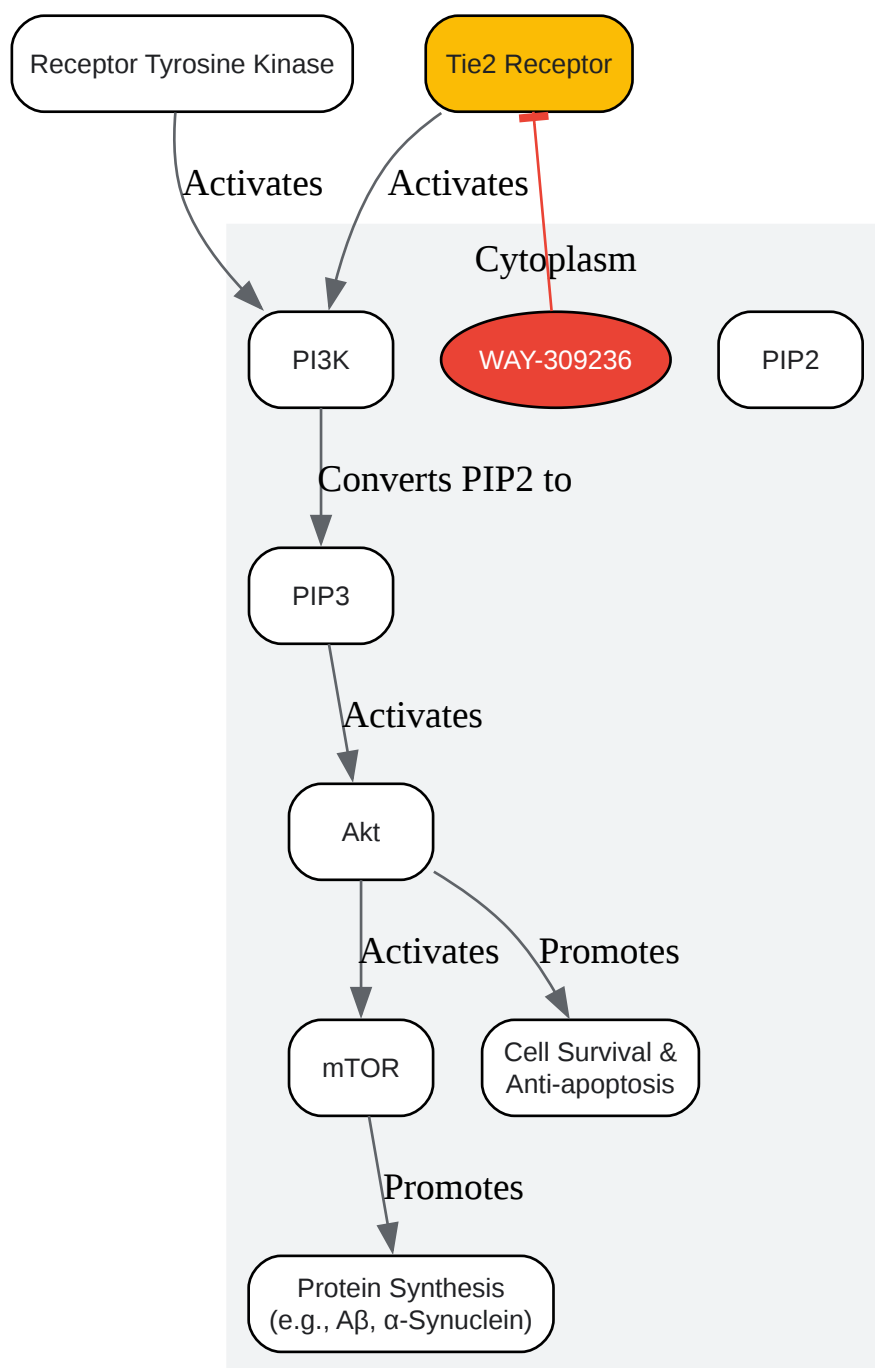 Receptor Tyrosine Kinase
Tie2 Receptor
Activates
Activates
Cytoplasm
PI3K
WAY-309236
PIP2
Converts PIP2 to
PIP3
Activates
Akt
Activates
Promotes
mTOR
Cell Survival &
Anti-apoptosis
Promotes
Protein Synthesis
(e.g., Aβ, α-Synuclein)